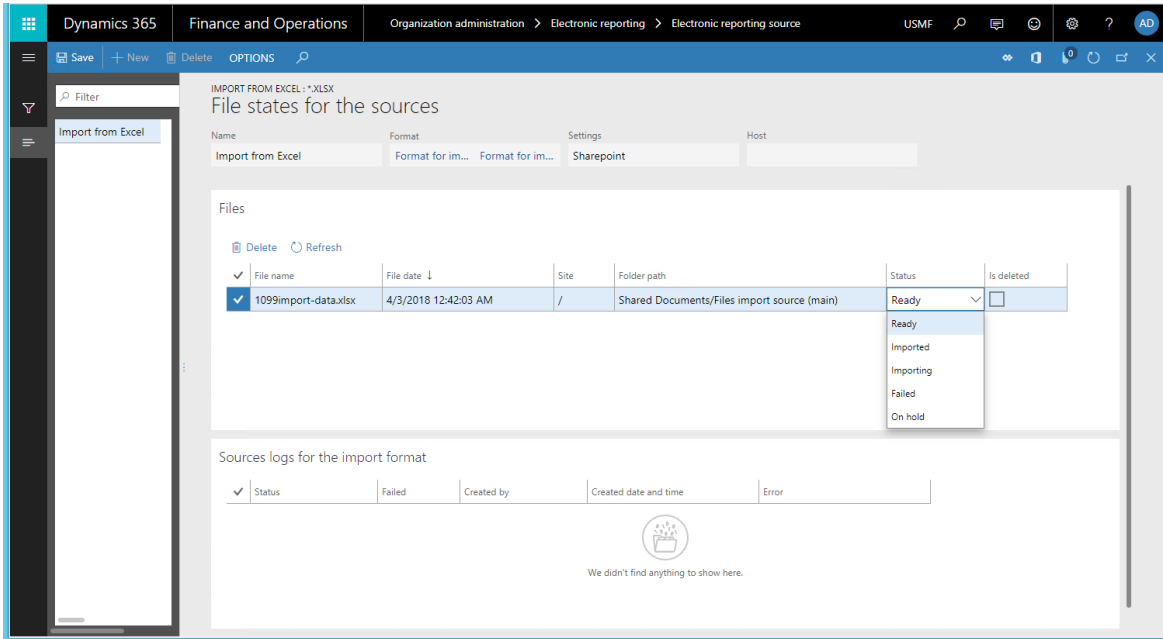 Dynamics 365 Finance and Operations Organization administration > Electronic reporting > Electronic reporting source USMF ? AD
Save + New Delete OPTIONS 0
Filter
Import from Excel
IMPORT FROM EXCEL : *.XLSX
File states for the sources
Name Format Settings Host
Import from Excel Format for im... Format for im... Sharepoint
Files
Delete Refresh
File name File date ↓ Site Folder path Status Is deleted
1099import-data.xlsx 4/3/2018 12:42:03 AM / Shared Documents/Files import source (main) Ready
Ready
Imported
Importing
Failed
On hold
Sources logs for the import format
Status Failed Created by Created date and time Error
We didn't find anything to show here.